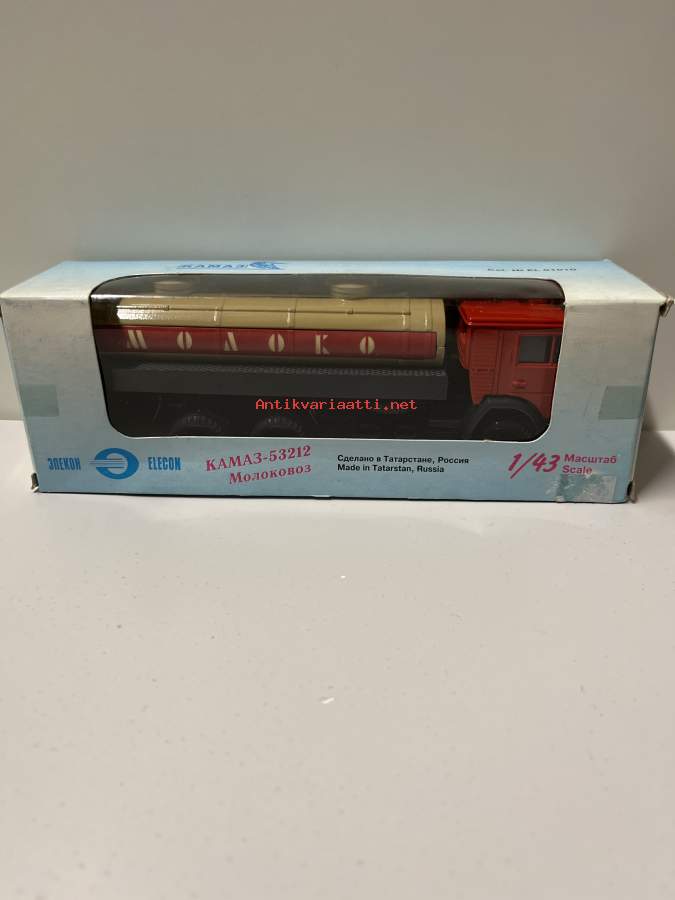 КАМАЗ
МОЛОКО
Antikvariaatti.net
ЭЛЕКОН ELECON
КАМАЗ-53212
Молоковоз
Сделано в Татарстане, Россия
Made in Tatarstan, Russia
1/43 Масштаб
Scale